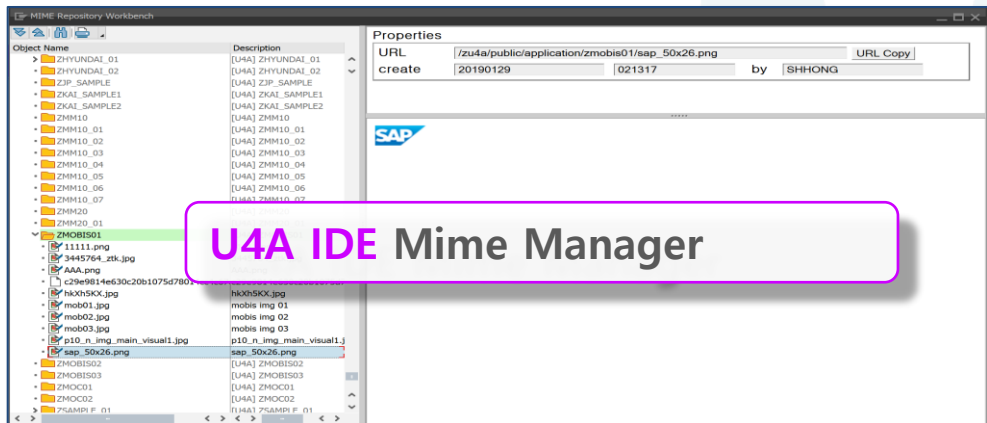 MIME Repository Workbench
Object Name Description
ZHYUNDAI_01 [U4A] ZHYUNDAI_01
ZHYUNDAI_02 [U4A] ZHYUNDAI_02
ZJP_SAMPLE [U4A] ZJP_SAMPLE
ZKAI_SAMPLE1 [U4A] ZKAI_SAMPLE1
ZKAI_SAMPLE2 [U4A] ZKAI_SAMPLE2
ZMM10 [U4A] ZMM10
ZMM10_01 [U4A] ZMM10_01
ZMM10_02 [U4A] ZMM10_02
ZMM10_03 [U4A] ZMM10_03
ZMM10_04 [U4A] ZMM10_04
ZMM10_05 [U4A] ZMM10_05
ZMM10_06 [U4A] ZMM10_06
ZMM10_07 [U4A] ZMM10_07
ZMM20
ZMM20_01
ZMOBIS01
11111.png
3445764_ztk.jpg
AAA.png
hkXh5KX.jpg hkXh5KX.jpg
mob01.jpg mobis img 01
mob02.jpg mobis img 02
mob03.jpg mobis img 03
p10_n_img_main_visual1.jpg p10_n_img_main_visual1.j
sap_50x26.png sap_50x26.png
ZMOBIS02 [U4A] ZMOBIS02
ZMOBIS03 [U4A] ZMOBIS03
ZMOC01 [U4A] ZMOC01
ZMOC02 [U4A] ZMOC02
ZSAMPLE_01 [U4A] ZSAMPLE_01
Properties
URL /zu4a/public/application/zmobis01/sap_50x26.png URL Copy
create 20190129 021317 by SHHONG
SAP
U4A IDE Mime Manager